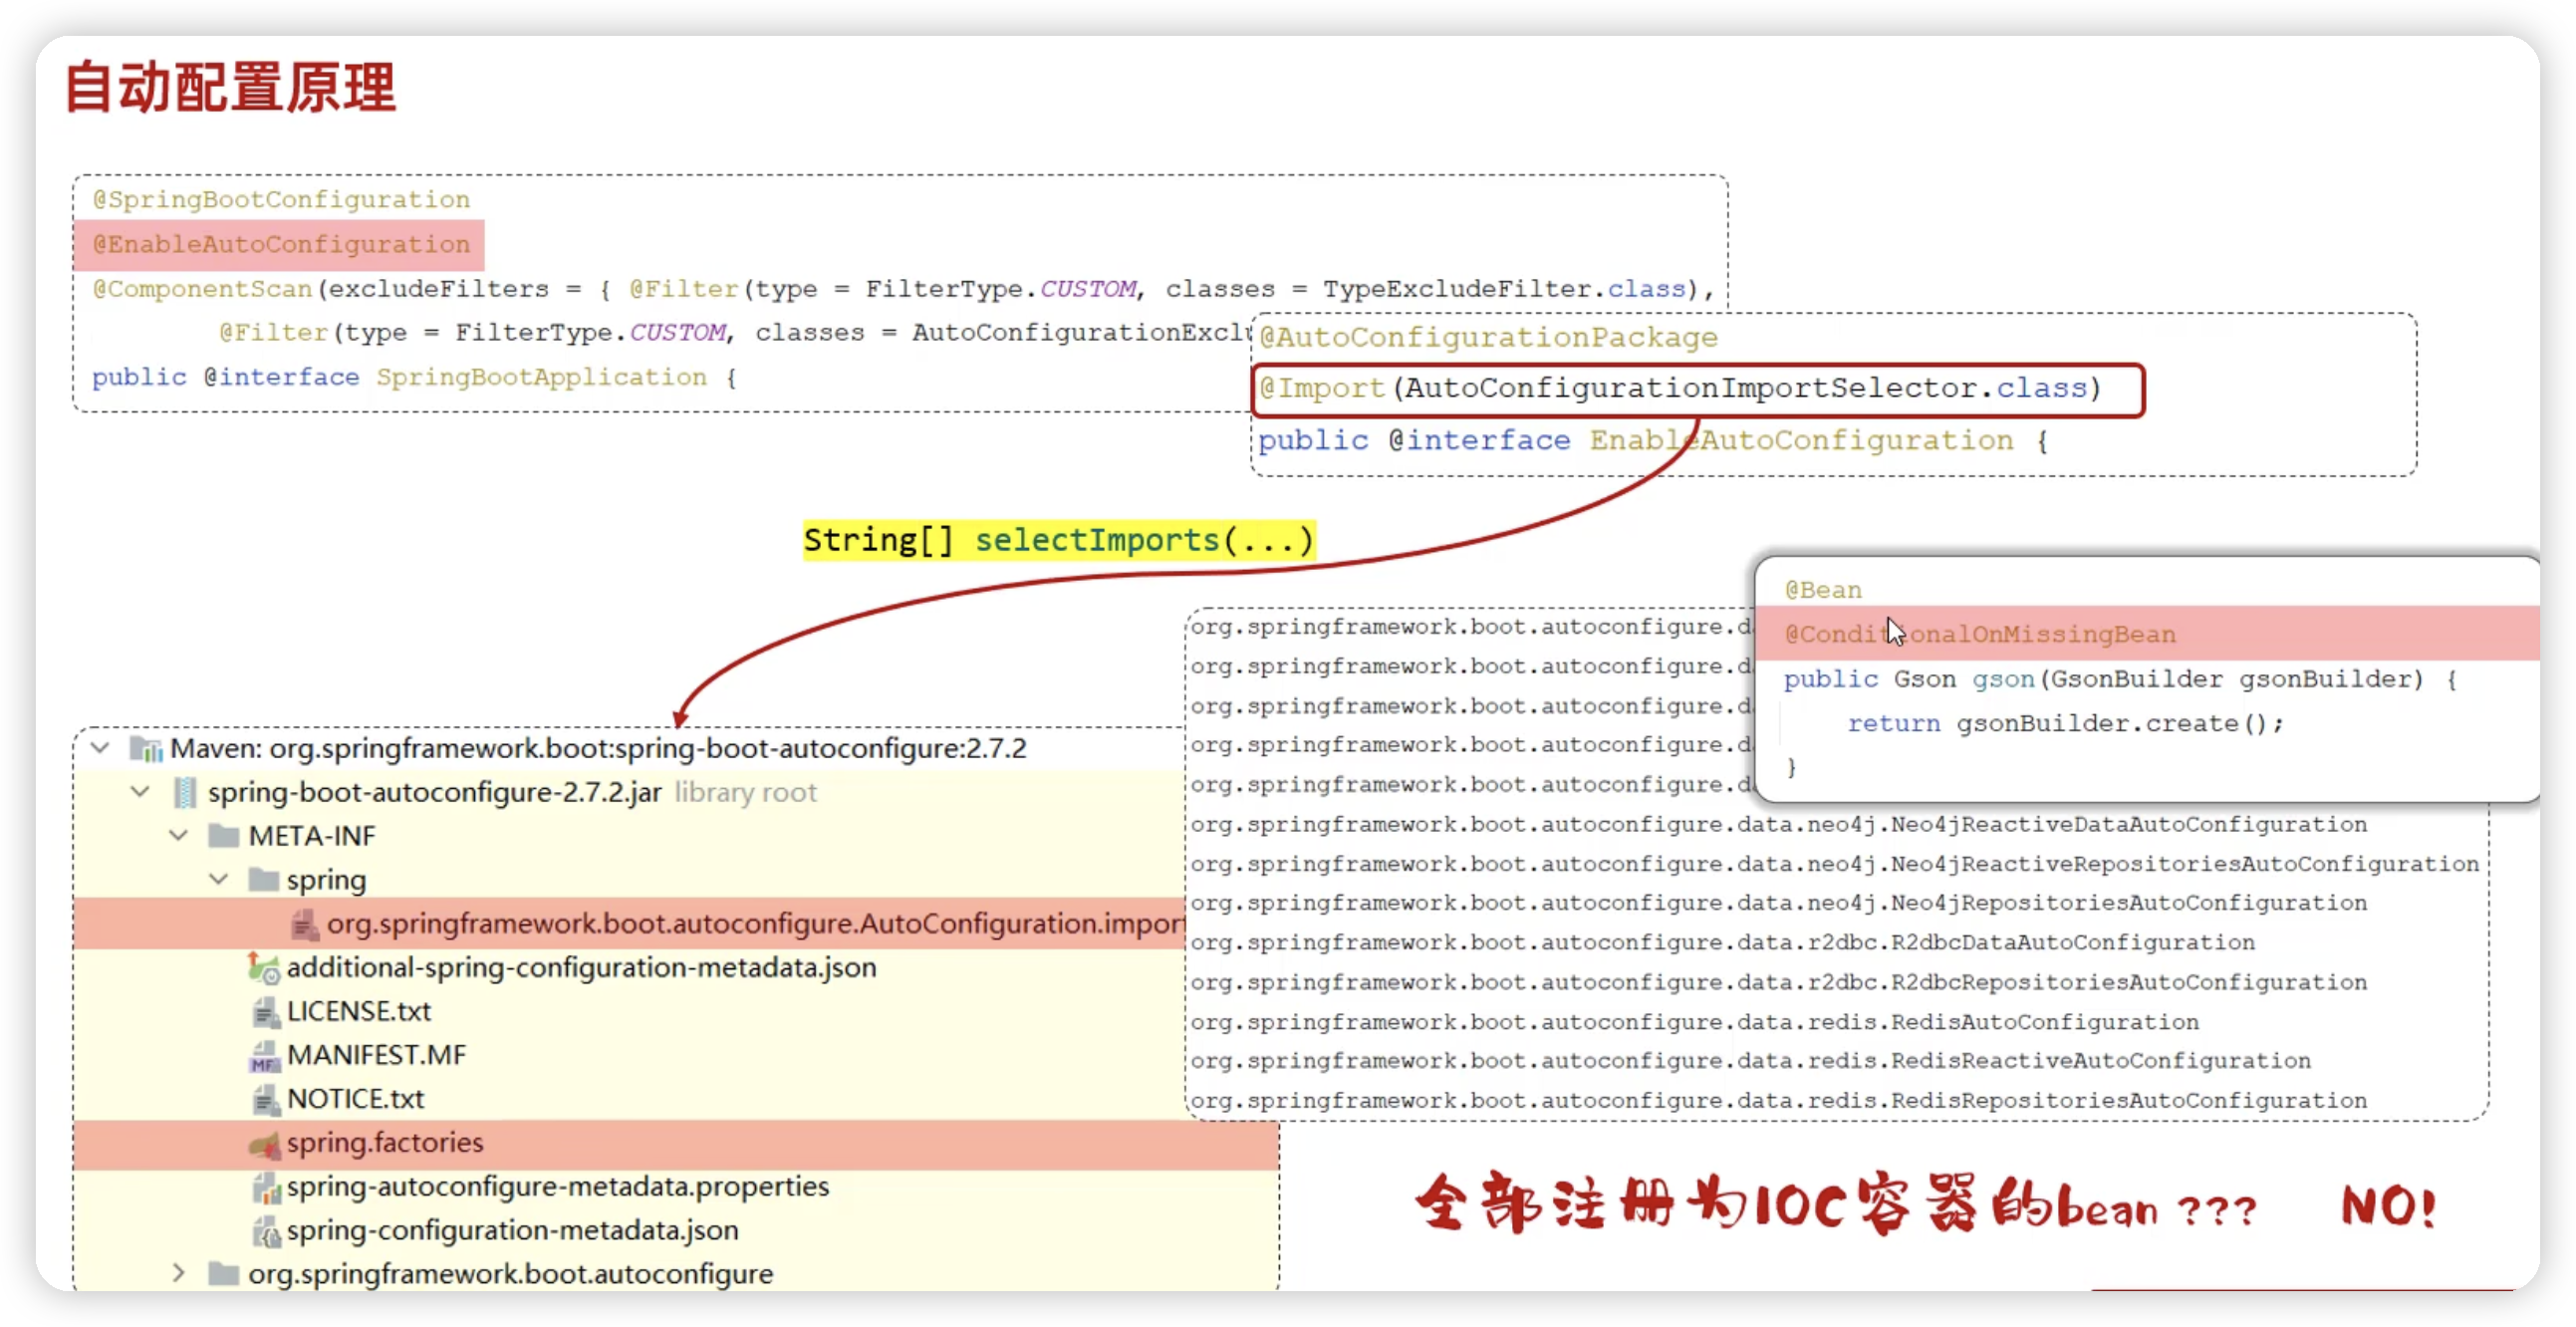 自动配置原理
@SpringBootConfiguration
@EnableAutoConfiguration
@ComponentScan(excludeFilters = { @Filter(type = FilterType.CUSTOM, classes = TypeExcludeFilter.class),
@Filter(type = FilterType.CUSTOM, classes = AutoConfigurationExcl
public @interface SpringBootApplication {
@AutoConfigurationPackage
@Import(AutoConfigurationImportSelector.class)
public @interface EnableAutoConfiguration {
String[] selectImports(...)
Maven: org.springframework.boot:spring-boot-autoconfigure:2.7.2
spring-boot-autoconfigure-2.7.2.jar library root
META-INF
spring
org.springframework.boot.autoconfigure.AutoConfiguration.import
additional-spring-configuration-metadata.json
LICENSE.txt
MANIFEST.MF
NOTICE.txt
spring.factories
spring-autoconfigure-metadata.properties
spring-configuration-metadata.json
org.springframework.boot.autoconfigure
org.springframework.boot.autoconfigure.d
org.springframework.boot.autoconfigure.d
org.springframework.boot.autoconfigure.d
org.springframework.boot.autoconfigure.d
org.springframework.boot.autoconfigure.d
org.springframework.boot.autoconfigure.data.neo4j.Neo4jReactiveDataAutoConfiguration
org.springframework.boot.autoconfigure.data.neo4j.Neo4jReactiveRepositoriesAutoConfiguration
org.springframework.boot.autoconfigure.data.neo4j.Neo4jRepositoriesAutoConfiguration
org.springframework.boot.autoconfigure.data.r2dbc.R2dbcDataAutoConfiguration
org.springframework.boot.autoconfigure.data.r2dbc.R2dbcRepositoriesAutoConfiguration
org.springframework.boot.autoconfigure.data.redis.RedisAutoConfiguration
org.springframework.boot.autoconfigure.data.redis.RedisReactiveAutoConfiguration
org.springframework.boot.autoconfigure.data.redis.RedisRepositoriesAutoConfiguration
@Bean
@ConditionalOnMissingBean
public Gson gson(GsonBuilder gsonBuilder) {
return gsonBuilder.create();
}
全部注册为IOC容器的bean ??? NO!